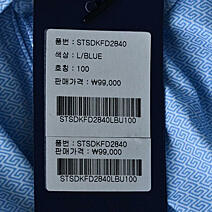 품번 : STSDKFD2840
색상 : L/BLUE
호칭 : 100
판매가격 : ₩99,000
STSDKFD2840LBU100
품번 : STSDKFD2840
판매가격 : ₩99,000
STSDKFD2840LBU100